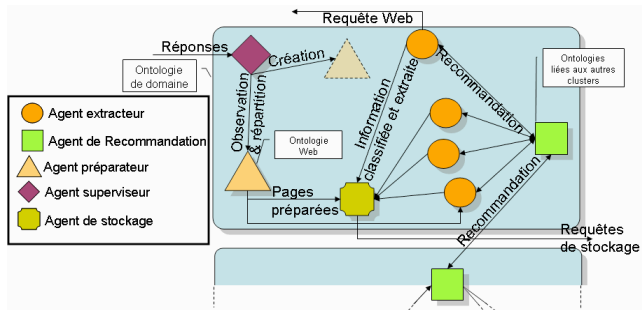 Requête Web
Réponses
Création
Ontologie
de domaine
Ontologies
liées aux autres
clusters
Observation
& répartition
Information
classifiée et extraite
Recommandation
Agent extracteur
Agent de Recommandation
Agent préparateur
Agent superviseur
Agent de stockage
Ontologie
Web
Pages
préparées
Recommandation
Requêtes
de stockage